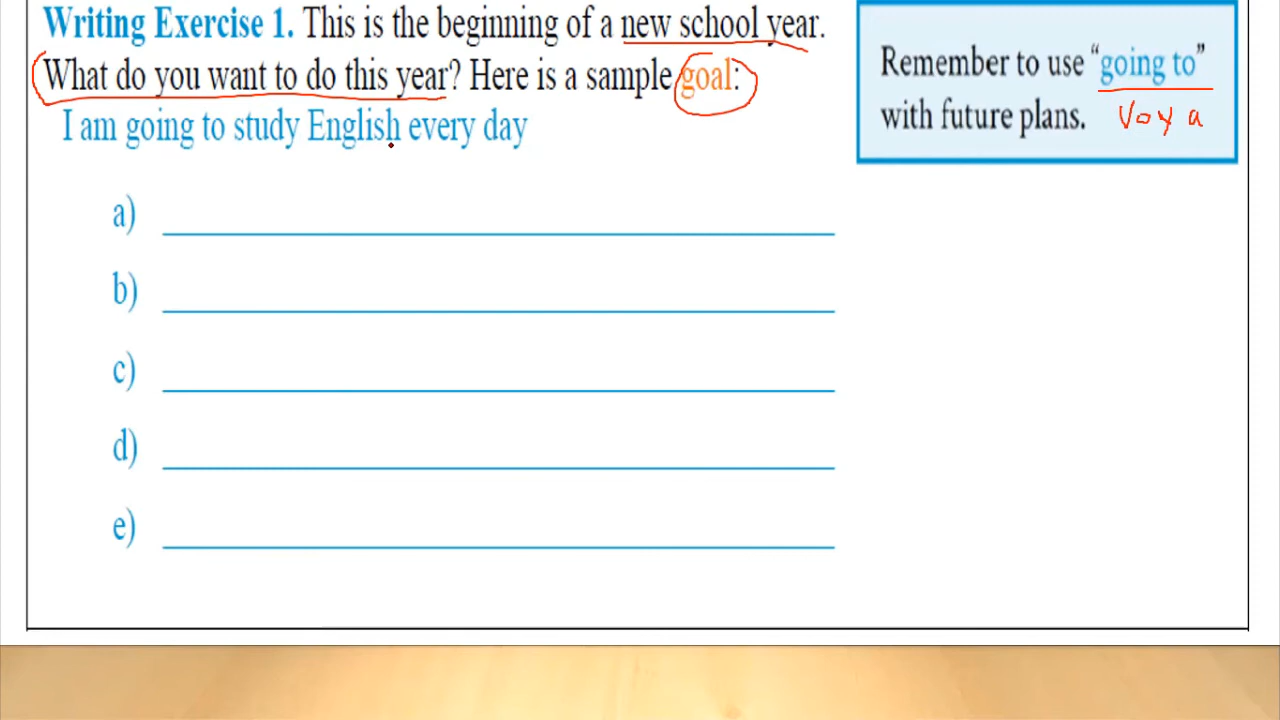 Writing Exercise 1. This is the beginning of a new school year.
What do you want to do this year? Here is a sample goal:
I am going to study English every day
a)
b)
c)
d)
e)
Remember to use “going to”
with future plans.
Voy a